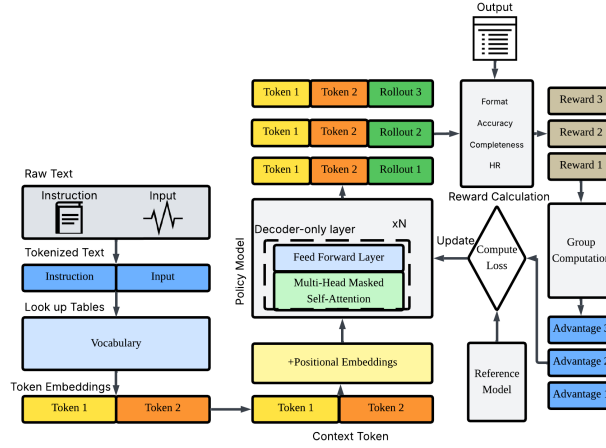 Output
Token 1 Token 2 Rollout 3
Token 1 Token 2 Rollout 2
Token 1 Token 2 Rollout 1
Format
Accuracy
Completeness
HR
Reward Calculation
Reward 3
Reward 2
Reward 1
Raw Text
Instruction Input
Tokenized Text
Instruction Input
Look up Tables
Vocabulary
Token Embeddings
Token 1 Token 2
Policy Model
Decoder-only layer xN
Feed Forward Layer
Multi-Head Masked
Self-Attention
+Positional Embeddings
Token 1 Token 2
Context Token
Update
Compute
Loss
Reference
Model
Group
Computation
Advantage 3
Advantage 2
Advantage 1